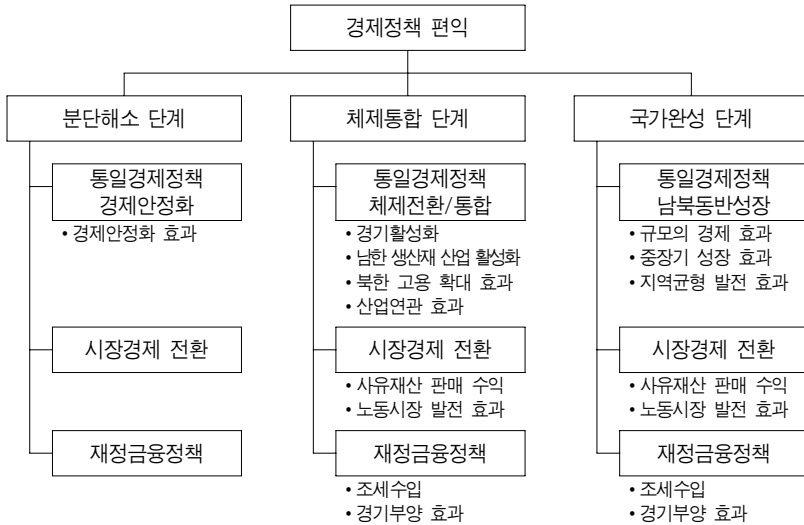 경제정책 편익
분단해소 단계
통일경제정책
경제안정화
• 경제안정화 효과
시장경제 전환
재정금융정책
체제통합 단계
통일경제정책
체제전환/통합
• 경기활성화
• 남한 생산재 산업 활성화
• 북한 고용 확대 효과
• 산업연관 효과
시장경제 전환
• 사유재산 판매 수익
• 노동시장 발전 효과
재정금융정책
• 조세수입
• 경기부양 효과
국가완성 단계
통일경제정책
남북동반성장
• 규모의 경제 효과
• 중장기 성장 효과
• 지역균형 발전 효과
시장경제 전환
• 사유재산 판매 수익
• 노동시장 발전 효과
재정금융정책
• 조세수입
• 경기부양 효과